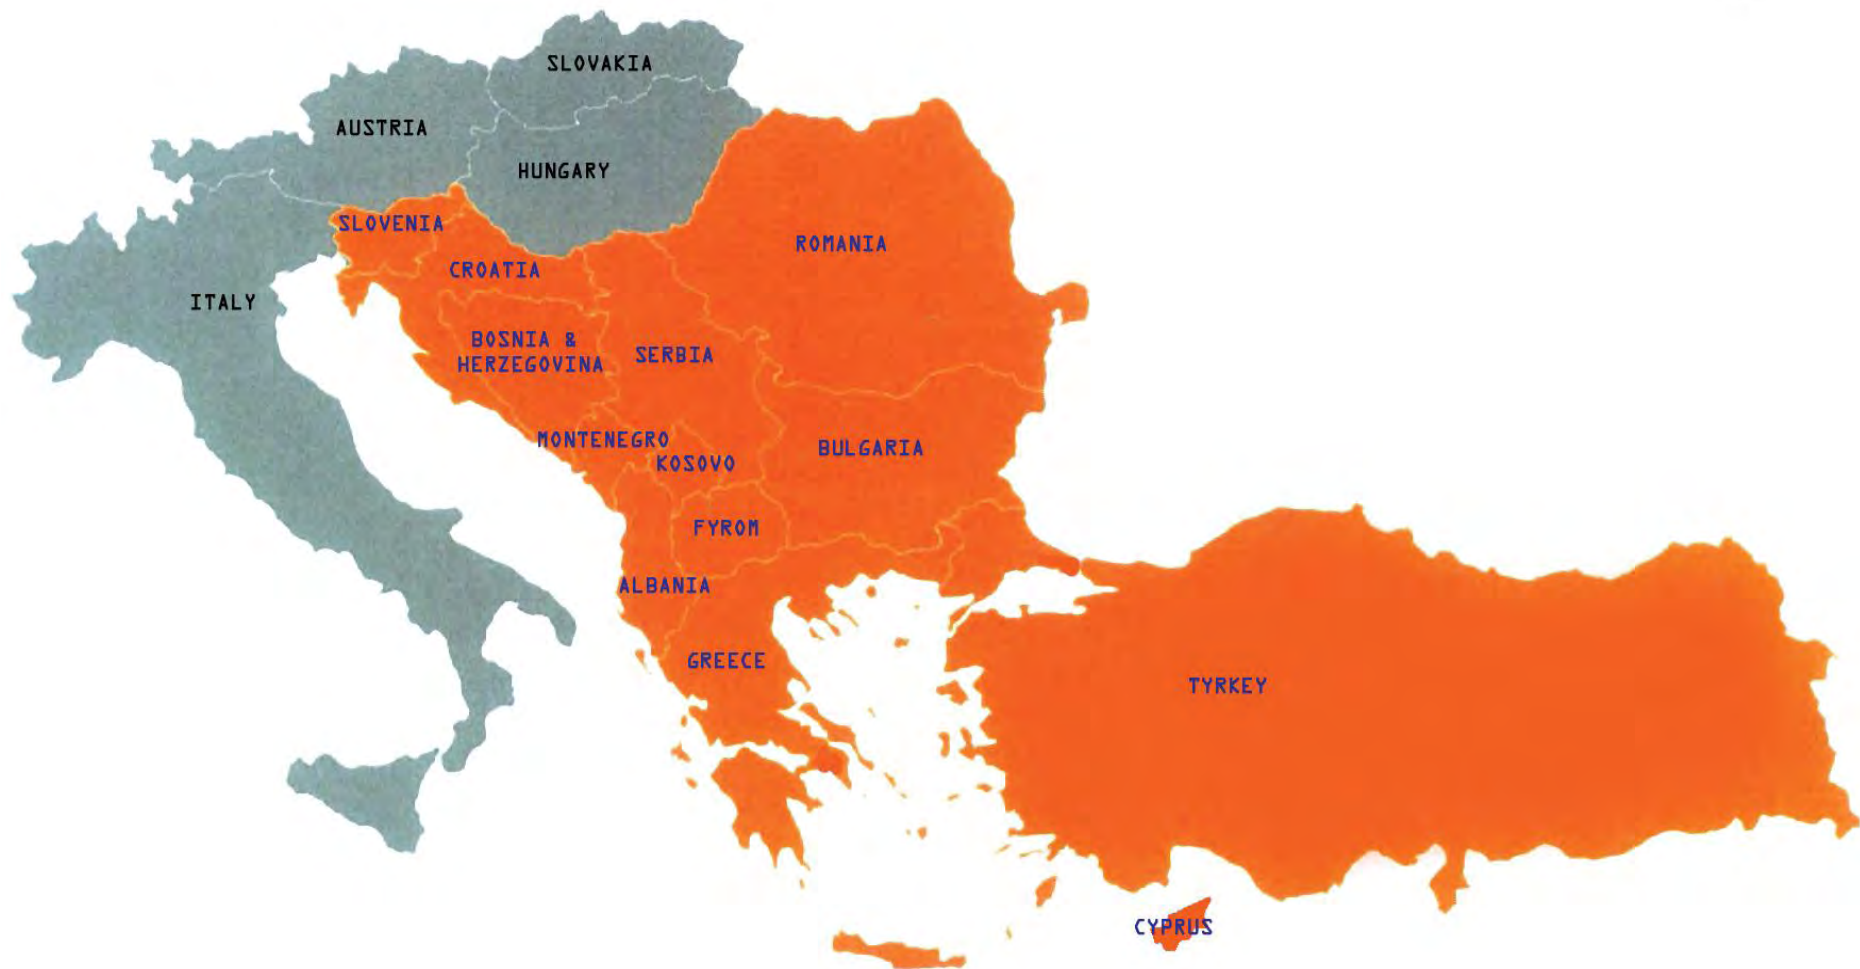 SLOVAKIA
AUSTRIA
HUNGARY
SLOVENIA
ROMANIA
CROATIA
ITALY
BOSNIA &
HERZEGOVINA
SERBIA
MONTENEGRO
BULGARIA
KOSOVO
FYROM
ALBANIA
GREECE
TYRKEY
CYPRUS